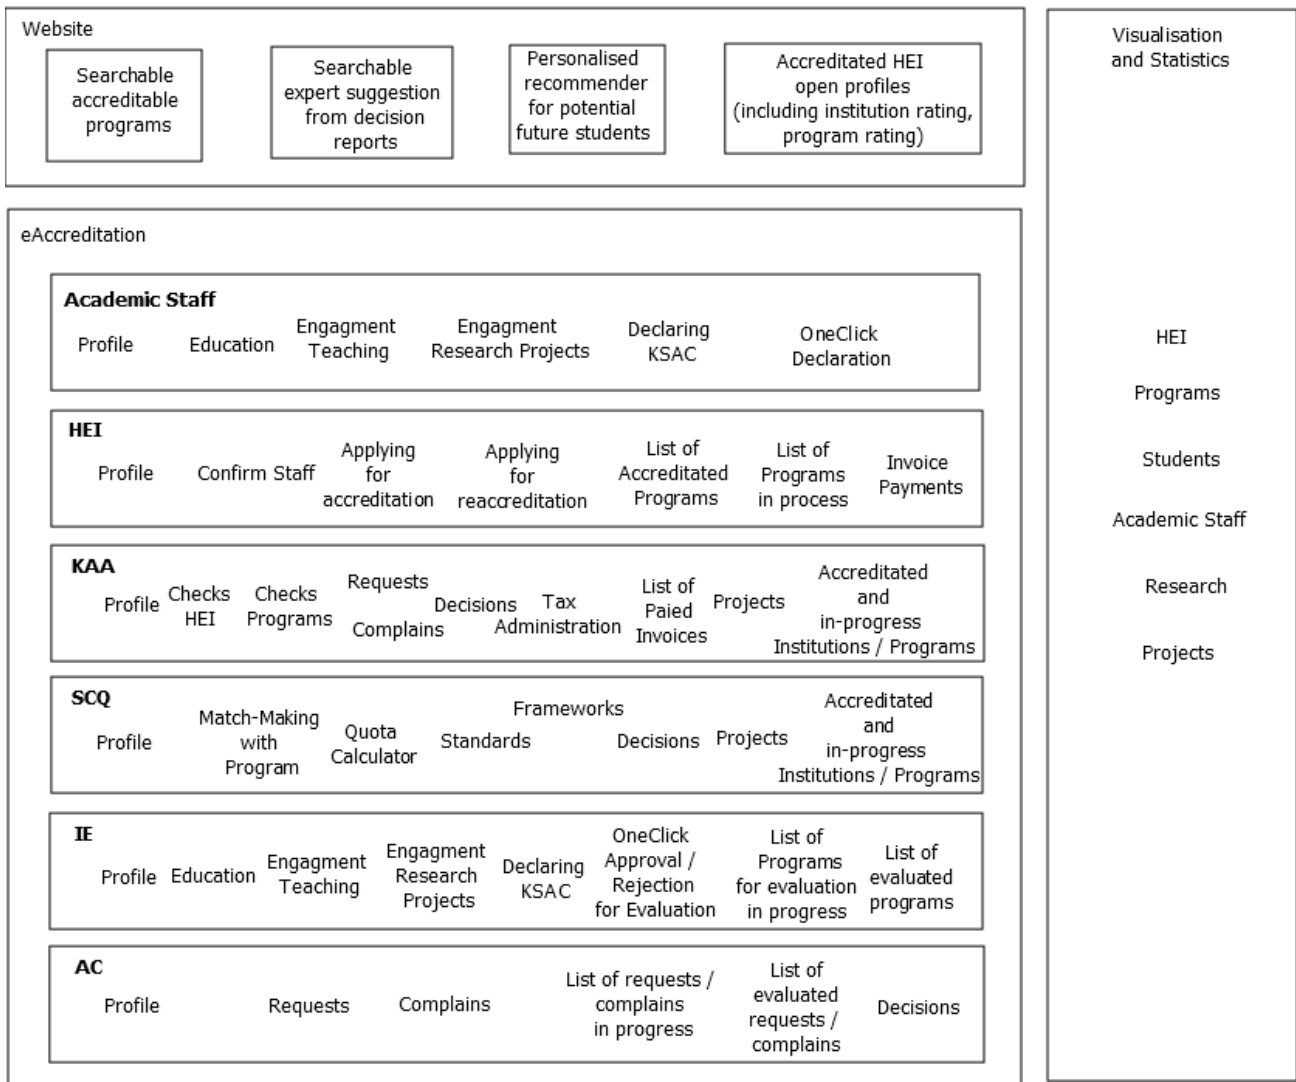 Website
Searchable
accreditable
programs
Searchable
expert suggestion
from decision
reports
Personalised
recommender
for potential
future students
Accreditated HEI
open profiles
(including institution rating,
program rating)
Visualisation
and Statistics
HEI
Programs
Students
Academic Staff
Research
Projects
eAccreditation
Academic Staff
Profile
Education
Engagment
Teaching
Engagment
Research Projects
Declaring
KSAC
OneClick
Declaration
HEI
Profile
Confirm Staff
Applying
for
accreditation
Applying
for
reaccreditation
List of
Accreditated
Programs
List of
Programs
in process
Invoice
Payments
KAA
Profile
Checks
HEI
Checks
Programs
Requests
Complains
Decisions
Tax
Administration
List of
Paied
Invoices
Projects
Accreditated
and
in-progress
Institutions / Programs
SCQ
Profile
Match-Making
with
Program
Quota
Calculator
Frameworks
Standards
Decisions
Projects
Accreditated
and
in-progress
Institutions / Programs
IE
Profile
Education
Engagment
Teaching
Engagment
Research
Projects
Declaring
KSAC
OneClick
Approval /
Rejection
for Evaluation
List of
Programs
for evaluation
in progress
List of
evaluated
programs
AC
Profile
Requests
Complains
List of requests /
complains
in progress
List of
evaluated
requests /
complains
Decisions